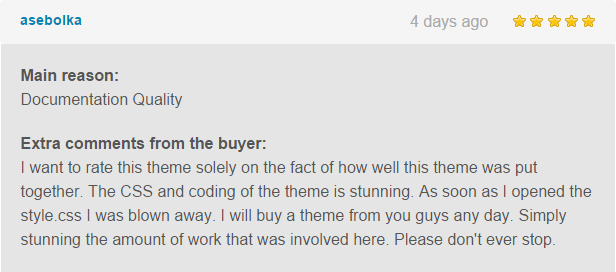 asebolka
4 days ago
Main reason:
Documentation Quality
Extra comments from the buyer:
I want to rate this theme solely on the fact of how well this theme was put
together. The CSS and coding of the theme is stunning. As soon as I opened the
style.css I was blown away. I will buy a theme from you guys any day. Simply
stunning the amount of work that was involved here. Please don't ever stop.